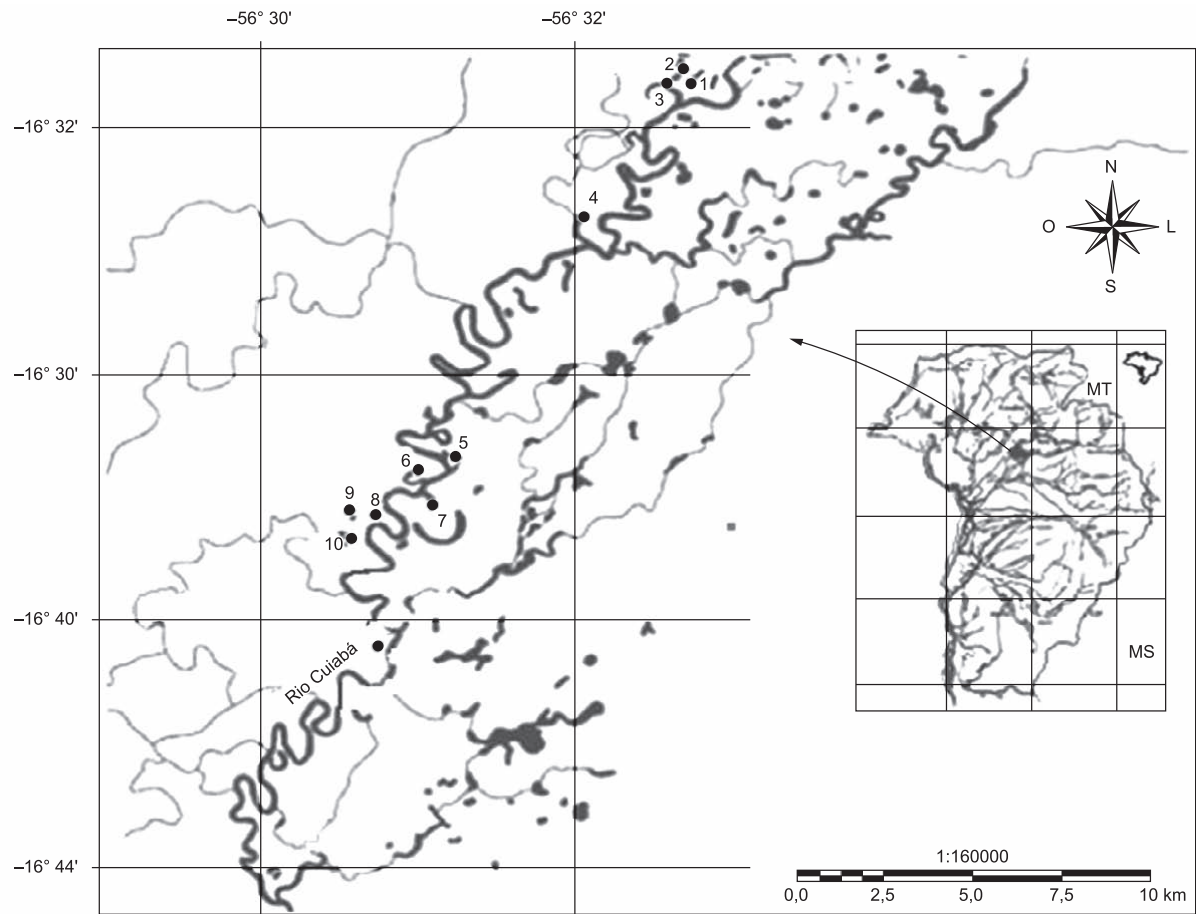 –56° 30'
–56° 32'
2
1
3
–16° 32'
4
N
O
L
S
–16° 30'
MT
5
6
9
8
7
10
–16° 40'
MS
Rio Cuiabá
1:160000
–16° 44'
0,0
2,5
5,0
7,5
10 km